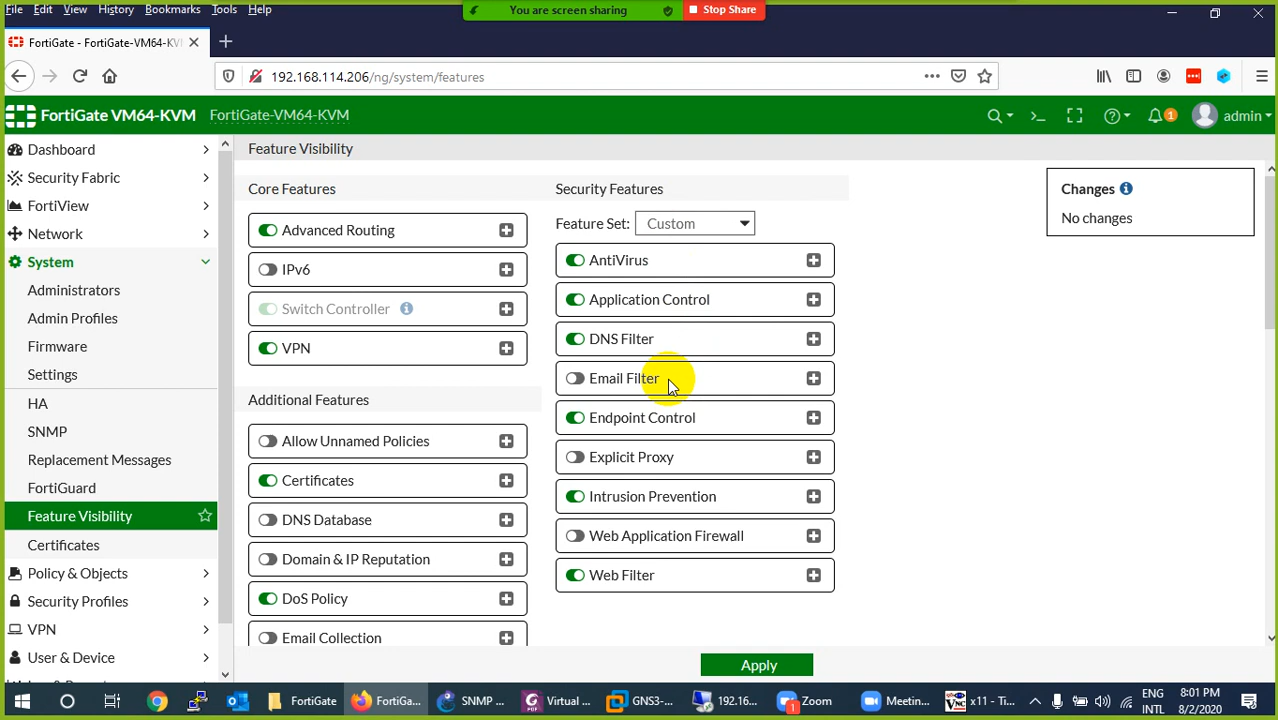 File Edit View History Bookmarks Tools Help
You are screen sharing
Stop Share
FortiGate - FortiGate-VM64-KV
192.168.114.206/ng/system/features
FortiGate VM64-KVM
FortiGate-VM64-KVM
1
admin
Dashboard
Security Fabric
FortiView
Network
System
Administrators
Admin Profiles
Firmware
Settings
HA
SNMP
Replacement Messages
FortiGuard
Feature Visibility
Certificates
Policy & Objects
Security Profiles
VPN
User & Device
Feature Visibility
Core Features
Advanced Routing
IPv6
Switch Controller
VPN
Additional Features
Allow Unnamed Policies
Certificates
DNS Database
Domain & IP Reputation
DoS Policy
Email Collection
Security Features
Feature Set: Custom
AntiVirus
Application Control
DNS Filter
Email Filter
Endpoint Control
Explicit Proxy
Intrusion Prevention
Web Application Firewall
Web Filter
Changes
No changes
Apply
FortiGate
FortiGa...
SNMP ...
Virtual ...
GNS3-...
192.16...
Zoom
1
Meetin...
x11 - Ti...
ENG
INTL
8:01 PM
8/2/2020